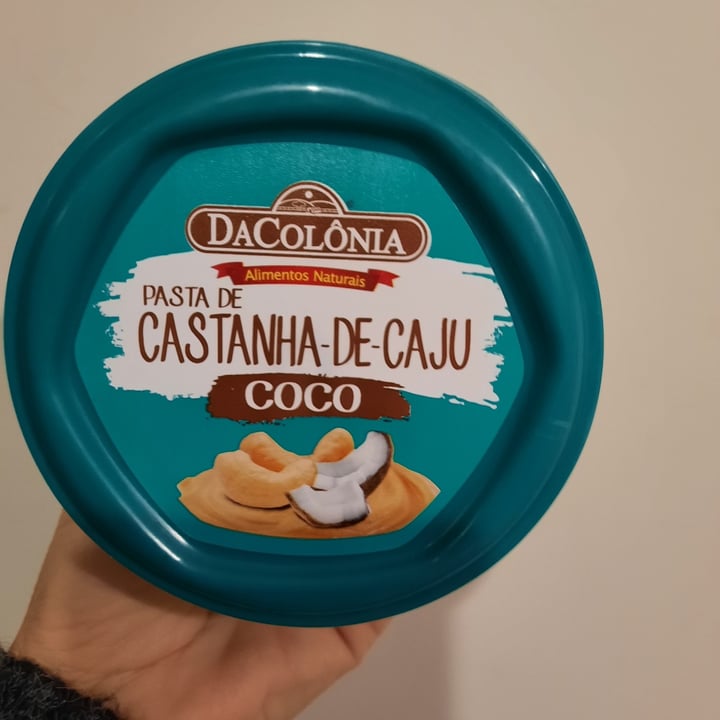 DACOLÔNIA
Alimentos Naturais
PASTA DE
CASTANHA-DE-CAJU
COCO